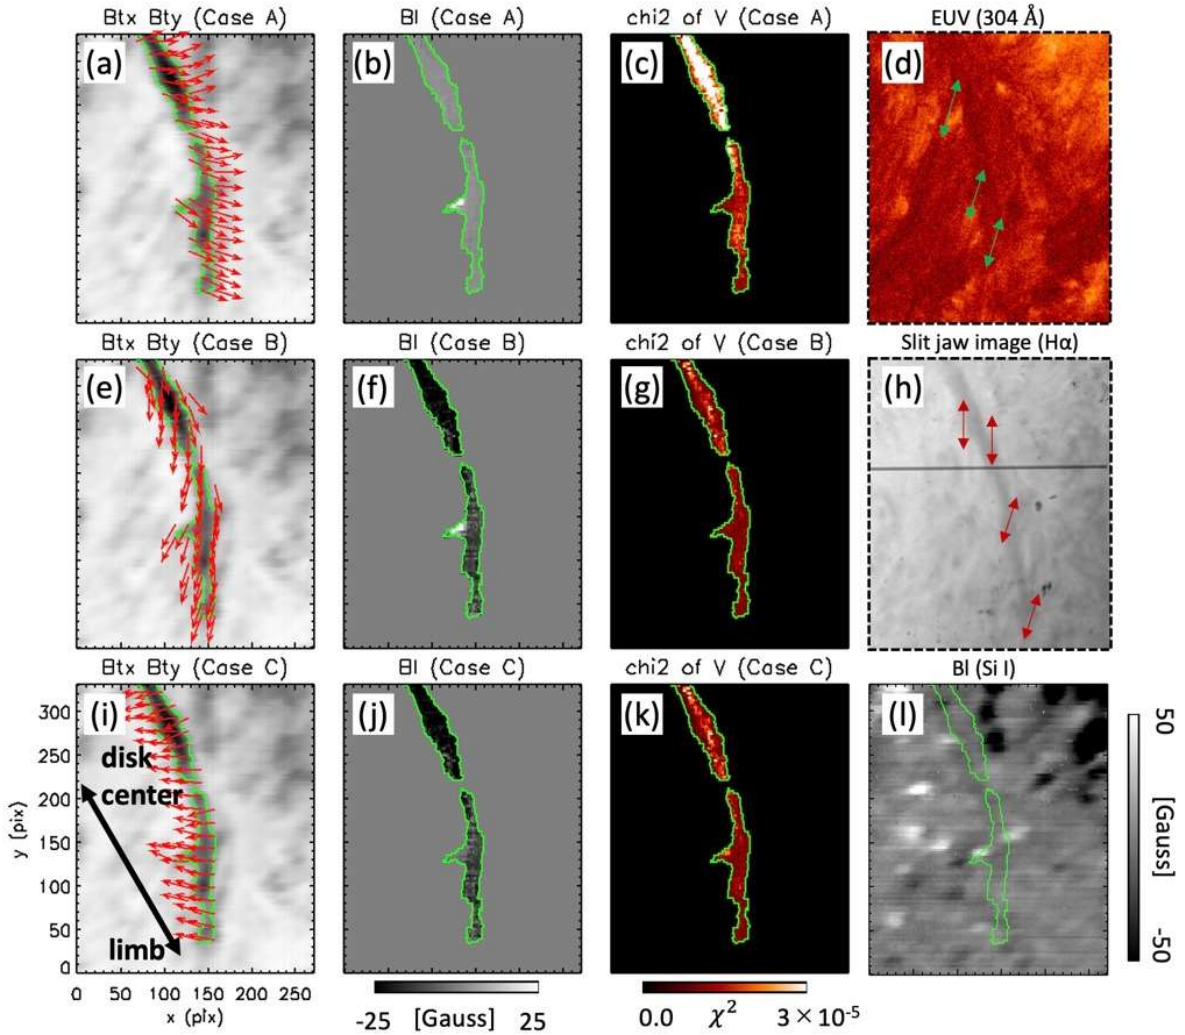 Btx Bty (Case A)
Bl (Case A)
chi2 of V (Case A)
EUV (304 Å)
(a)
(b)
(c)
(d)
Btx Bty (Case B)
Bl (Case B)
chi2 of V (Case B)
Slit jaw image (Hα)
(e)
(f)
(g)
(h)
Btx Bty (Case C)
Bl (Case C)
chi2 of V (Case C)
Bl (Si I)
(i)
(j)
(k)
(l)
disk
center
limb
y (pix)
300
250
200
150
100
50
0
0 50 100 150 200 250
x (pix)
-25 [Gauss] 25
0.0 χ² 3 ×10⁻⁵
50
[Gauss]
-50